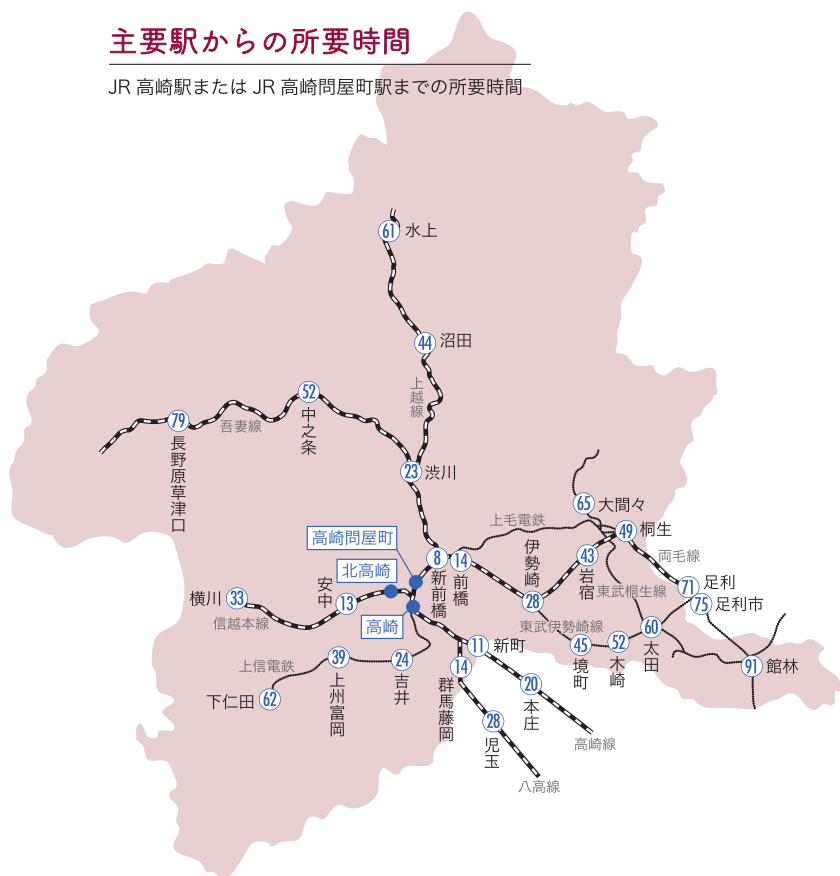 主要駅からの所要時間
JR 高崎駅または JR 高崎問屋町駅までの所要時間
61 水上
44 沼田
上越線
52
中之条
79
長野原草津口
吾妻線
23 渋川
65 大間々
上毛電鉄
49 桐生
高崎問屋町
8
新前橋
14
前橋
伊勢崎
28
43
岩宿
両毛線
北高崎
71 足利
75 足利市
東武桐生線
横川 33
安中
13
信越本線
高崎
東武伊勢崎線
60
太田
52
木崎
45
境町
11 新町
91 館林
上信電鉄
39
上州富岡
24
吉井
14
群馬藤岡
下仁田 62
20
本庄
28
児玉
高崎線
八高線